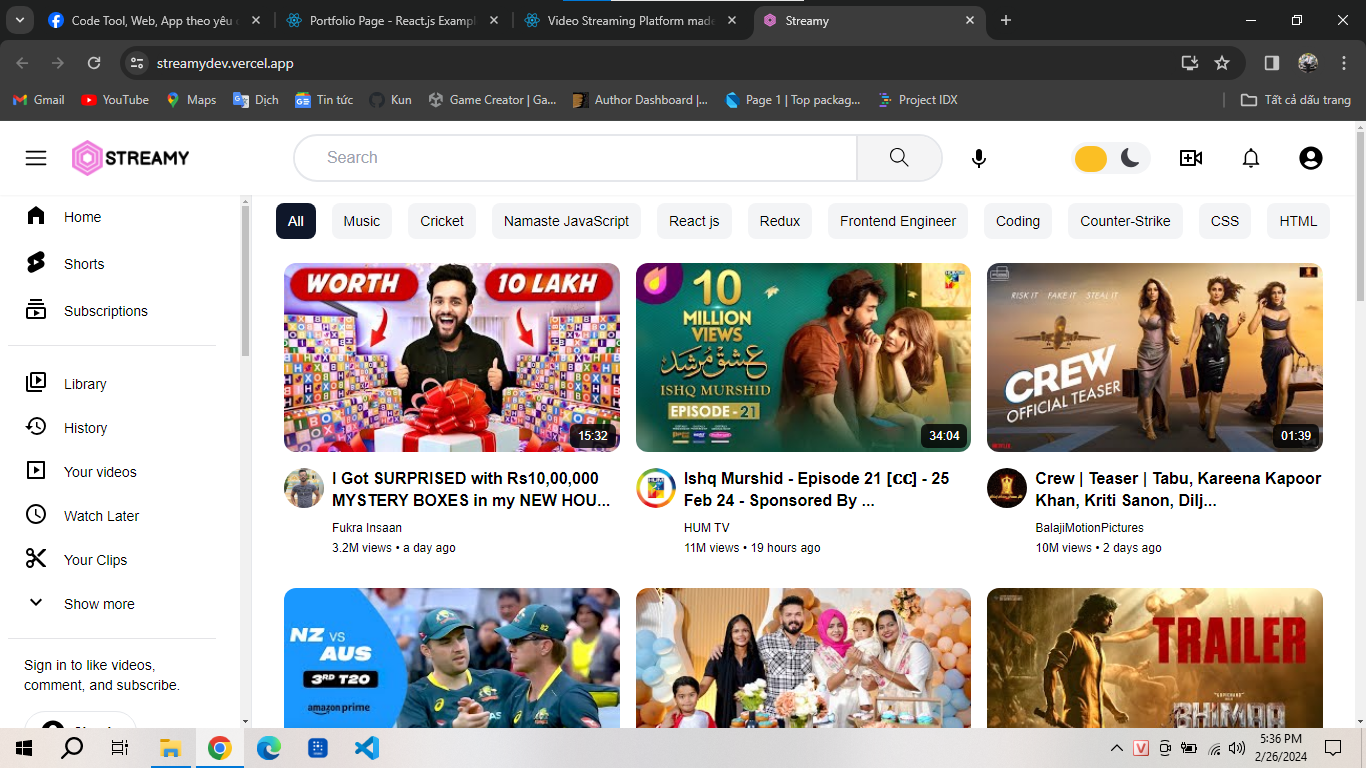 Code Tool, Web, App theo yêu c
Portfolio Page - React.js Exampl
Video Streaming Platform made
Streamy
streamydev.vercel.app
Gmail
YouTube
Maps
Dịch
Tin tức
Kun
Game Creator | Ga...
Author Dashboard |...
Page 1 | Top packag...
Project IDX
Tất cả dấu trang
STREAMY
Search
Home
Shorts
Subscriptions
Library
History
Your videos
Watch Later
Your Clips
Show more
Sign in to like videos,
comment, and subscribe.
All
Music
Cricket
Namaste JavaScript
React js
Redux
Frontend Engineer
Coding
Counter-Strike
CSS
HTML
WORTH
10 LAKH
15:32
I Got SURPRISED with Rs10,00,000
MYSTERY BOXES in my NEW HOU...
Fukra Insaan
3.2M views • a day ago
10
MILLION
VIEWS
عشق مُرشد
ISHQ MURSHID
EPISODE - 21
34:04
HUM
Ishq Murshid - Episode 21 [𝐂𝐂] - 25
Feb 24 - Sponsored By ...
HUM TV
11M views • 19 hours ago
RISK IT FAKE IT STEAL IT
CREW
OFFICIAL TEASER
NETFLIX
01:39
Crew | Teaser | Tabu, Kareena Kapoor
Khan, Kriti Sanon, Dilj...
BalajiMotionPictures
10M views • 2 days ago
NZ VS
AUS
3RD T20
amazon prime
TRAILER
BHIMAA
5:36 PM
2/26/2024